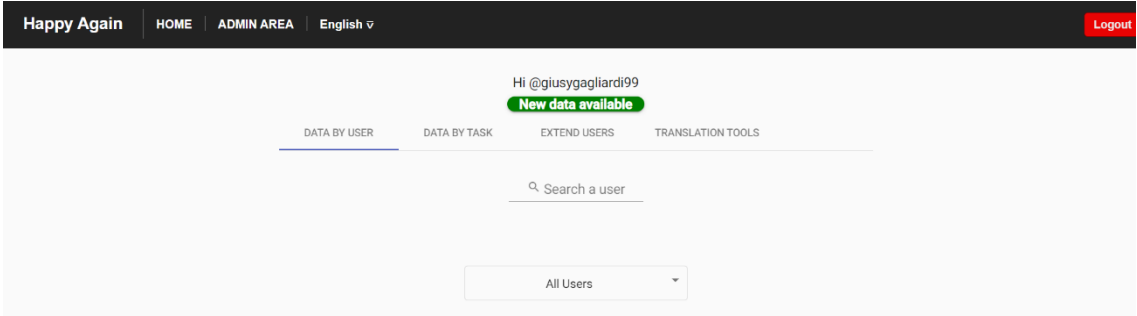 Happy Again HOME ADMIN AREA English Logout
Hi @giusygagliardi99
New data available
DATA BY USER DATA BY TASK EXTEND USERS TRANSLATION TOOLS
Search a user
All Users